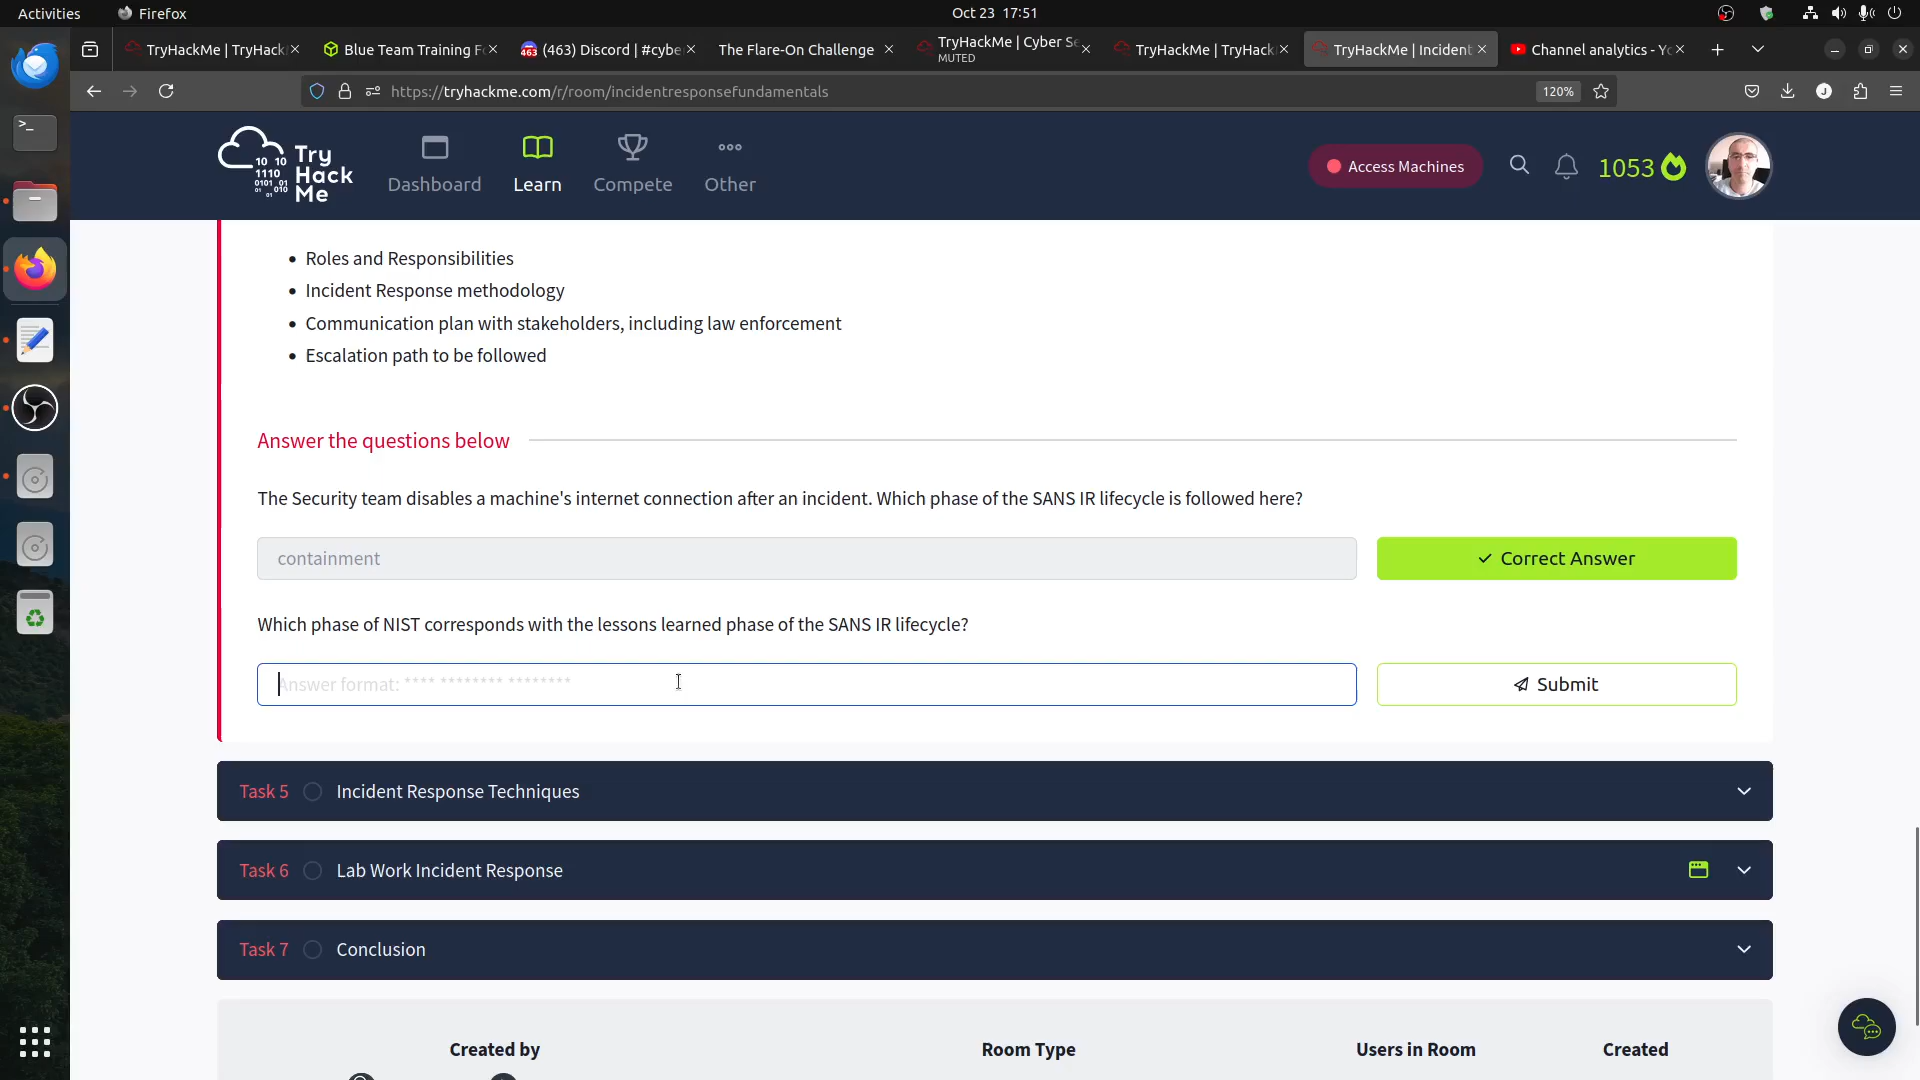 Activities
Firefox
Oct 23 17:51
TryHackMe | TryHack
Blue Team Training Fo
(463) Discord | #cybe
The Flare-On Challenge
TryHackMe | Cyber Se
MUTED
TryHackMe | TryHack
TryHackMe | Incident
Channel analytics - Yo
https://tryhackme.com/r/room/incidentresponsefundamentals
120%
Try
Hack
Me
Dashboard
Learn
Compete
Other
Access Machines
1053
Roles and Responsibilities
Incident Response methodology
Communication plan with stakeholders, including law enforcement
Escalation path to be followed
Answer the questions below
The Security team disables a machine's internet connection after an incident. Which phase of the SANS IR lifecycle is followed here?
containment
Correct Answer
Which phase of NIST corresponds with the lessons learned phase of the SANS IR lifecycle?
Answer format: **** ******** ********
Submit
Task 5 Incident Response Techniques
Task 6 Lab Work Incident Response
Task 7 Conclusion
Created by
Room Type
Users in Room
Created